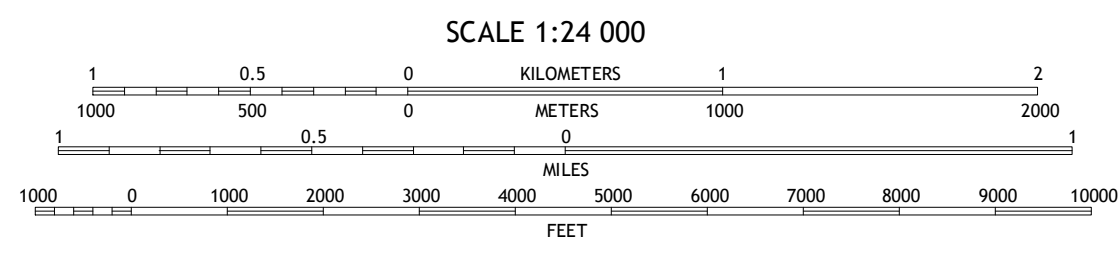 SCALE 1:24 000
1 0.5 0 KILOMETERS 1 2
1000 500 0 METERS 1000 2000
1 0.5 0 1
MILES
1000 0 1000 2000 3000 4000 5000 6000 7000 8000 9000 10000
FEET